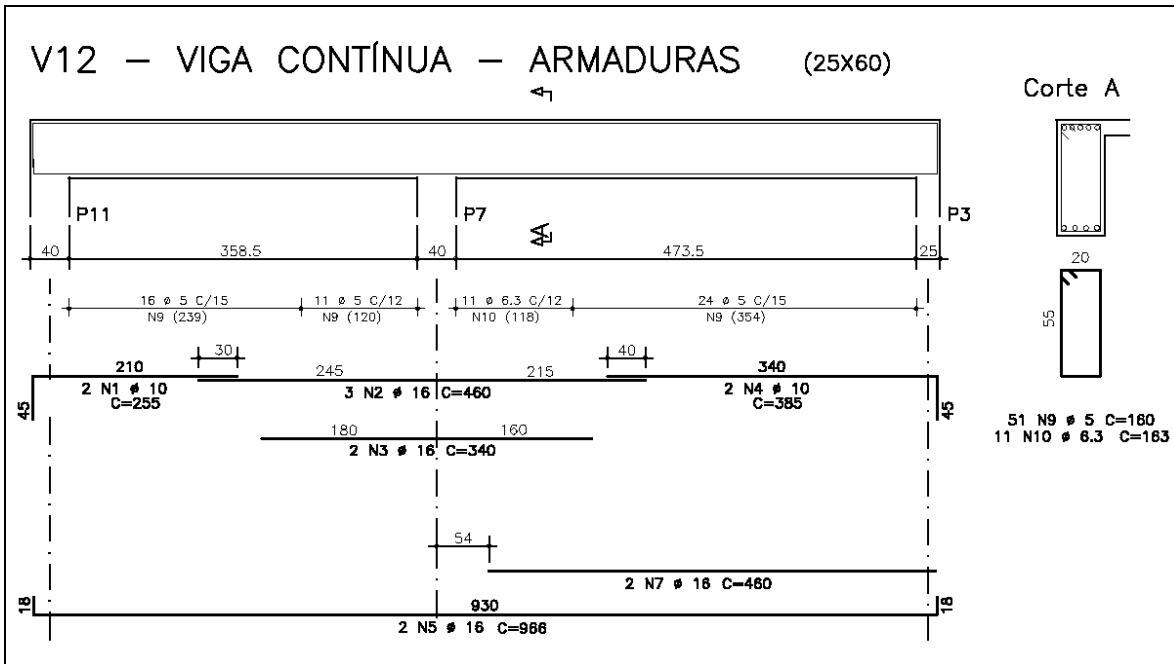 V12 – VIGA CONTÍNUA – ARMADURAS (25X60)
Corte A
A
P11 P7 P3
40 358.5 40 473.5 25
20
55
16 ø 5 C/15 11 ø 5 C/12 11 ø 6.3 C/12 24 ø 5 C/15
N9 (239) N9 (120) N10 (118) N9 (354)
30 40
210 245 215 340
2 N1 ø 10 3 N2 ø 16 C=460 2 N4 ø 10
C=255 C=385
45 45
51 N9 ø 5 C=160
11 N10 ø 6.3 C=163
180 160
2 N3 ø 16 C=340
54
2 N7 ø 16 C=460
18 930 18
2 N5 ø 16 C=966